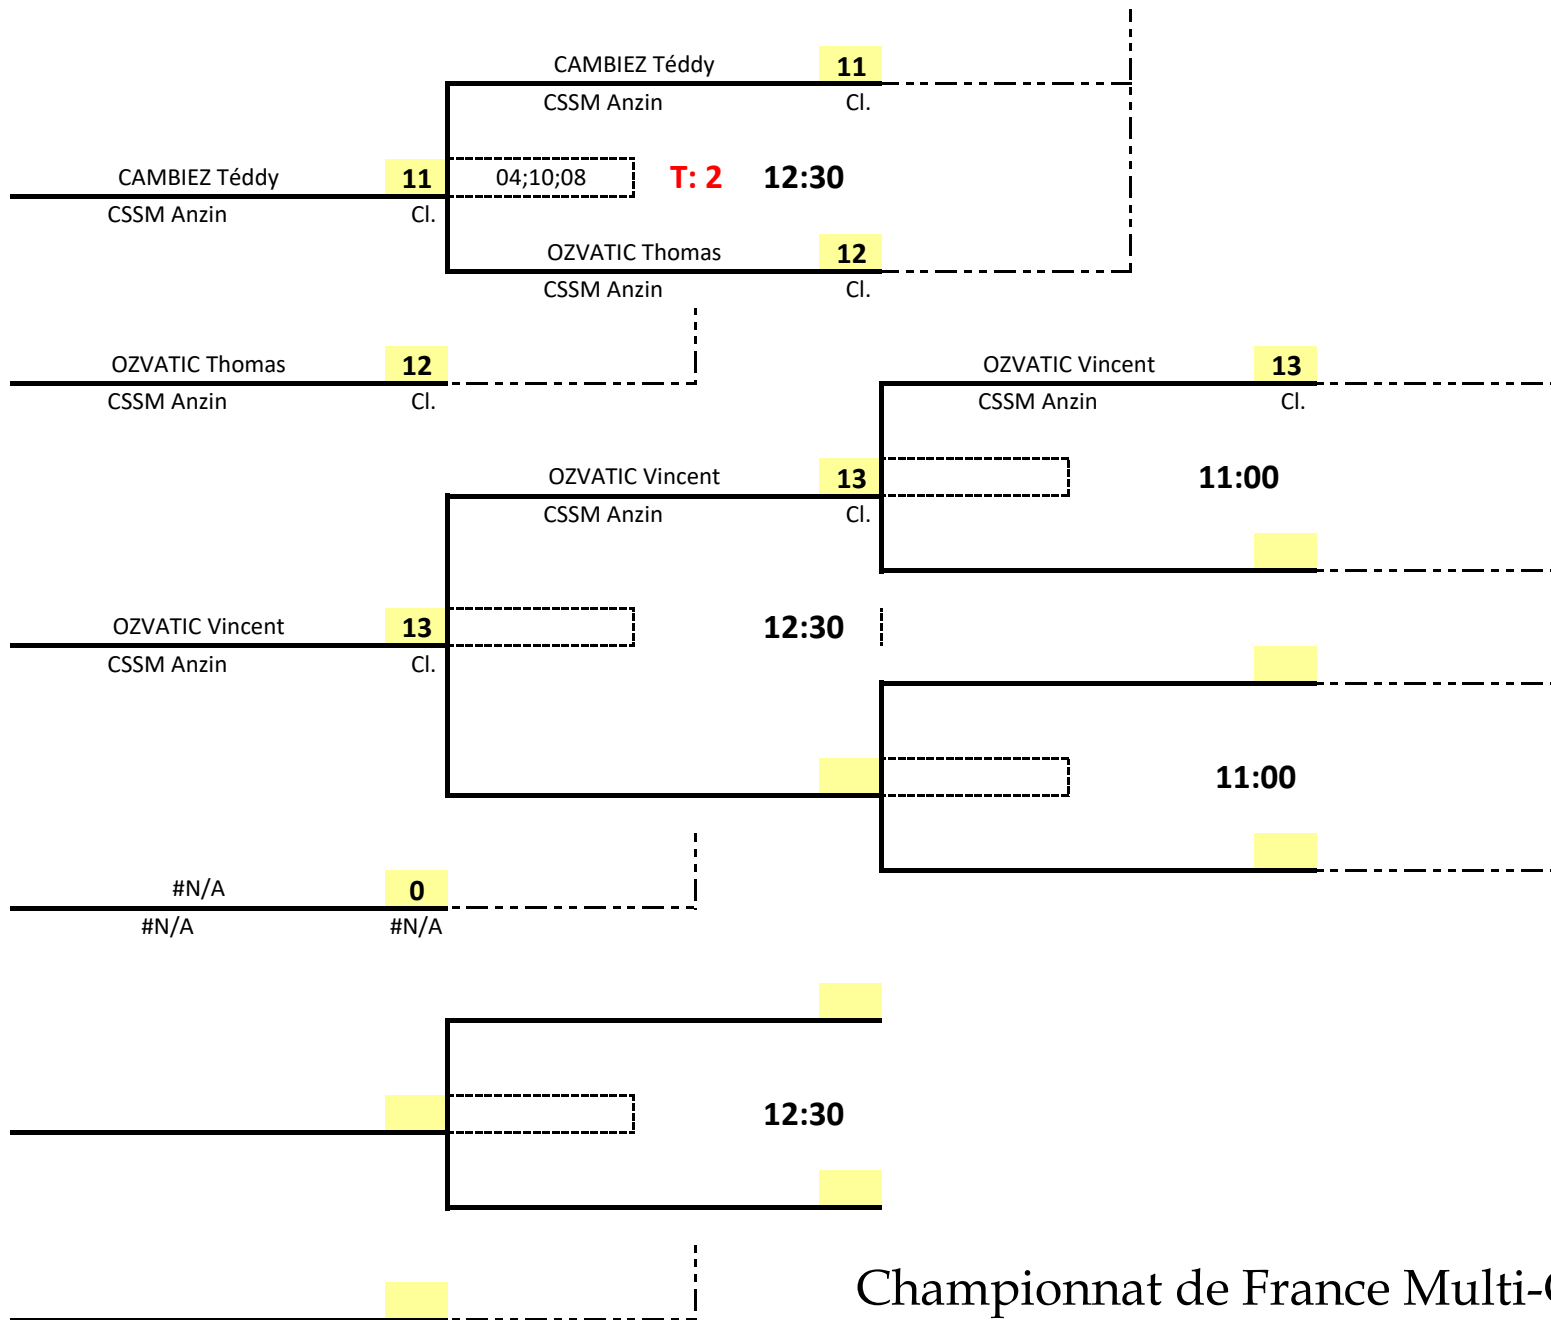 CAMBIEZ Téddy 11
CSSM Anzin Cl.
CAMBIEZ Téddy 11 04;10;08 T: 2 12:30
CSSM Anzin Cl.
OZVATIC Thomas 12
CSSM Anzin Cl.
OZVATIC Thomas 12 OZVATIC Vincent 13
CSSM Anzin Cl. CSSM Anzin Cl.
OZVATIC Vincent 13 11:00
CSSM Anzin Cl.
OZVATIC Vincent 13 12:30
CSSM Anzin Cl.
11:00
#N/A 0
#N/A #N/A
12:30
Championnat de France Multi-